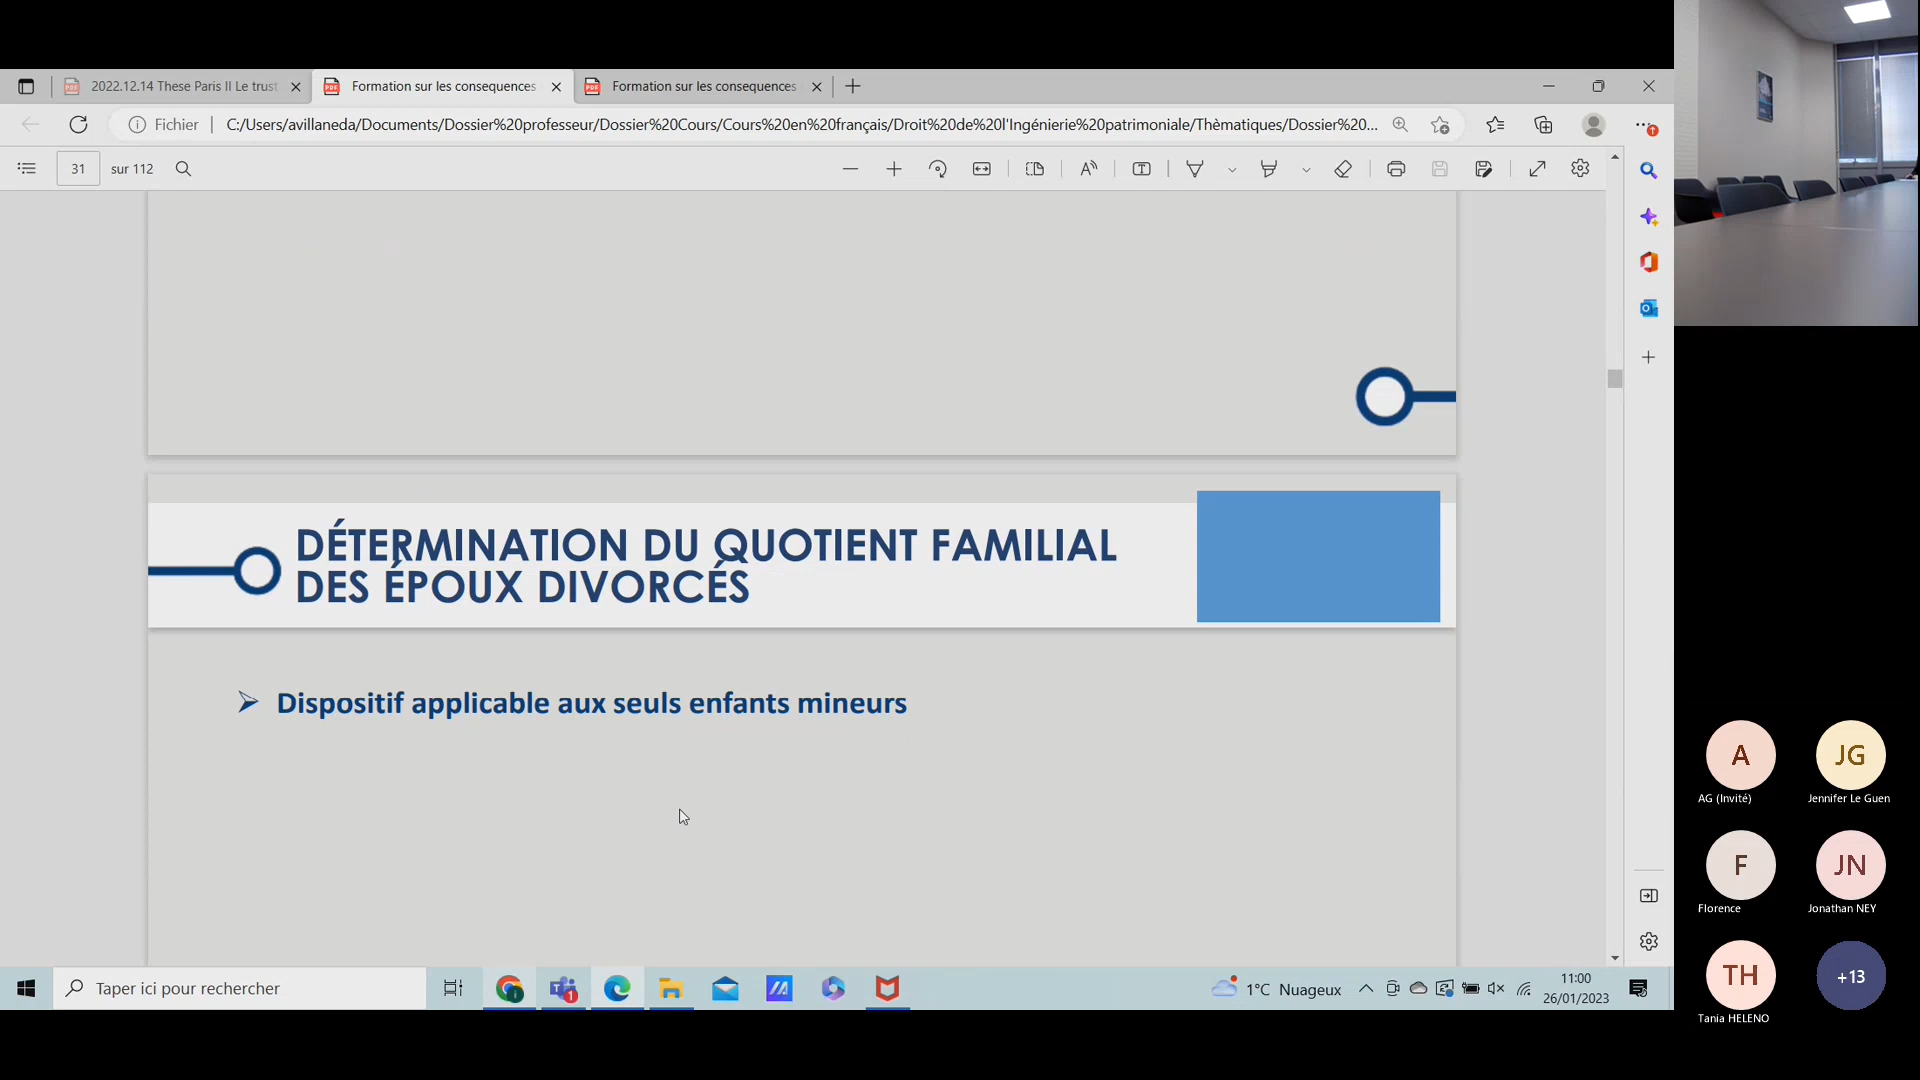 2022.12.14 These Paris II Le trust
Formation sur les consequences
Formation sur les consequences
Fichier
C:/Users/avillaneda/Documents/Dossier%20professeur/Dossier%20Cours/Cours%20en%20français/Droit%20de%20l'Ingénierie%20patrimoniale/Thèmatiques/Dossier%20...
31 sur 112
DÉTERMINATION DU QUOTIENT FAMILIAL
DES ÉPOUX DIVORCÉS
Dispositif applicable aux seuls enfants mineurs
A
AG (Invité)
JG
Jennifer Le Guen
F
Florence
JN
Jonathan NEY
TH
Tania HELENO
+13
Taper ici pour rechercher
1
1°C Nuageux
11:00
26/01/2023